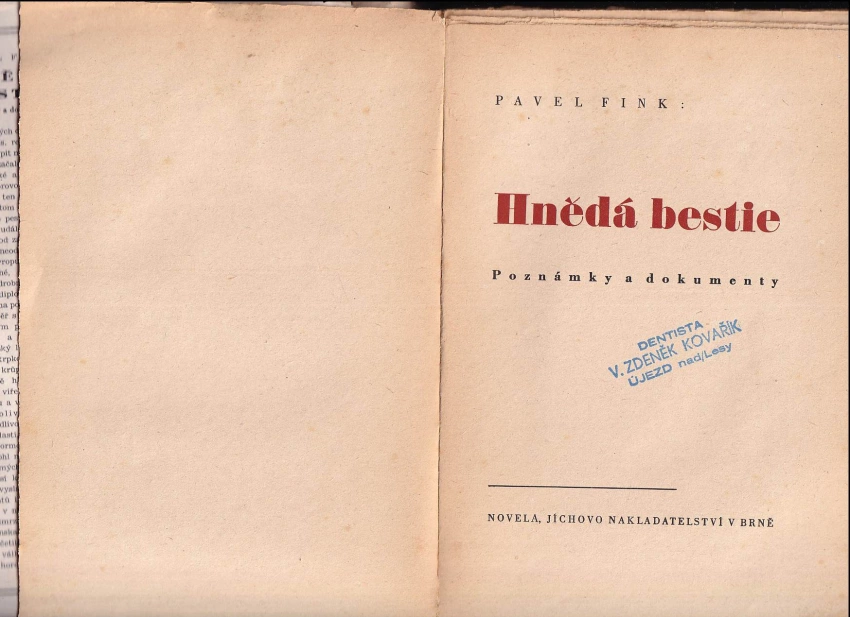 PAVEL FINK:
Hnědá bestie
Poznámky a dokumenty
DENTISTA
V. ZDENĚK KOVAŘÍK
ÚJEZD nad/Lesy
NOVELA, JÍCHOVO NAKLADATELSTVÍ V BRNĚ